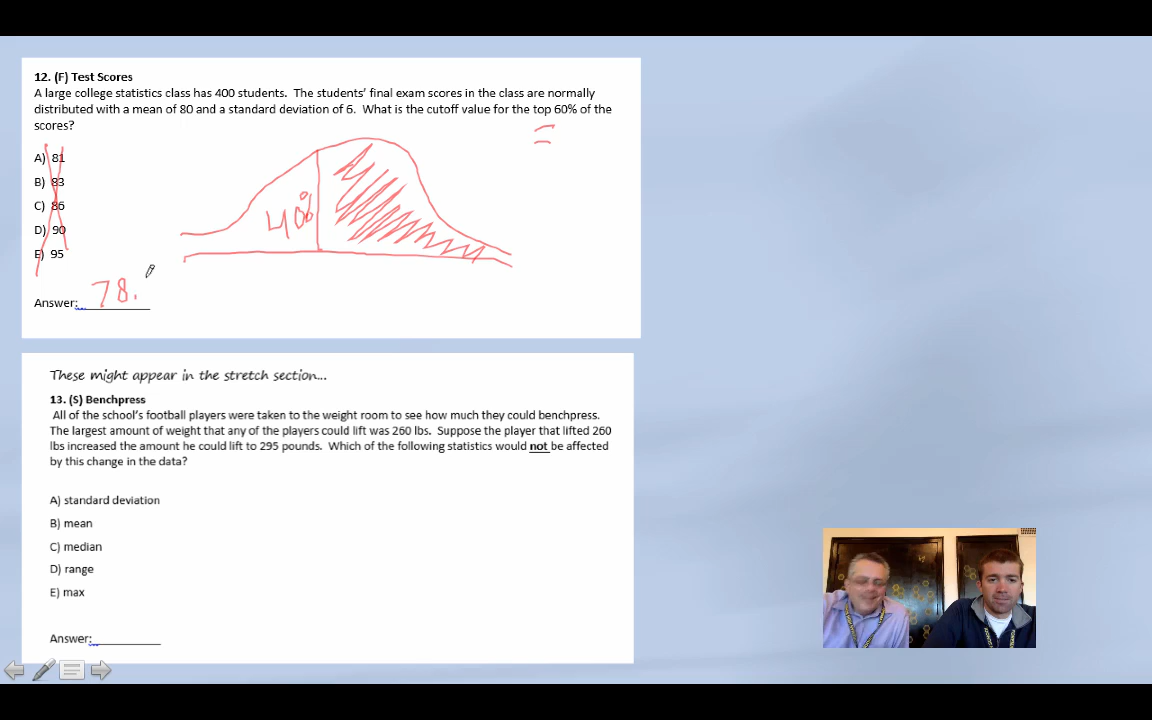 12. (F) Test Scores
A large college statistics class has 400 students. The students' final exam scores in the class are normally
distributed with a mean of 80 and a standard deviation of 6. What is the cutoff value for the top 60% of the
scores?
A) 81
B) 83
C) 86
D) 90
E) 95
40%
Answer: 78.
These might appear in the stretch section...
13. (S) Benchpress
All of the school's football players were taken to the weight room to see how much they could benchpress.
The largest amount of weight that any of the players could lift was 260 lbs. Suppose the player that lifted 260
lbs increased the amount he could lift to 295 pounds. Which of the following statistics would not be affected
by this change in the data?
A) standard deviation
B) mean
C) median
D) range
E) max
Answer: